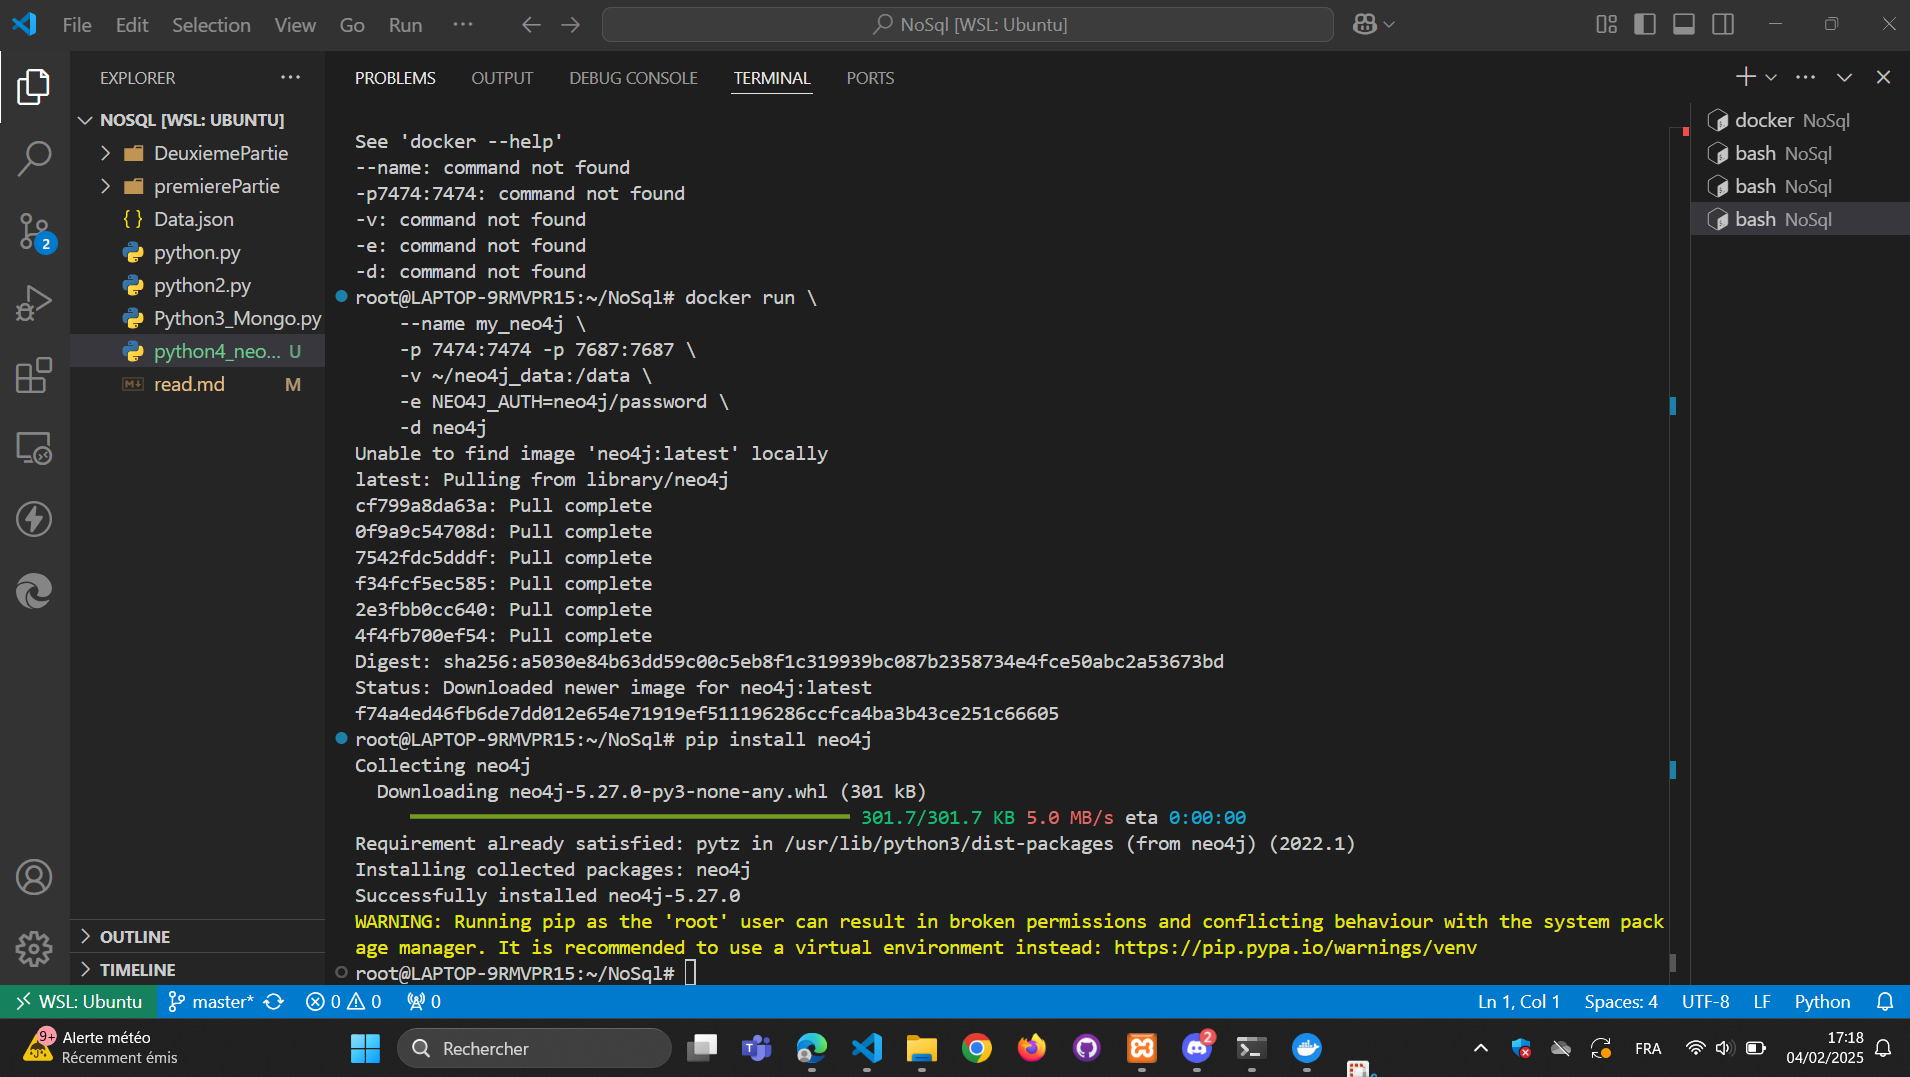 File Edit Selection View Go Run ···
NoSql [WSL: Ubuntu]
EXPLORER ···
PROBLEMS OUTPUT DEBUG CONSOLE TERMINAL PORTS
NOSQL [WSL: UBUNTU]
DeuxiemePartie
premierePartie
{} Data.json
python.py
python2.py
Python3_Mongo.py
python4_neo... U
read.md M
2
OUTLINE
TIMELINE
See 'docker --help'
--name: command not found
-p7474:7474: command not found
-v: command not found
-e: command not found
-d: command not found
root@LAPTOP-9RMVPR15:~/NoSql# docker run \
--name my_neo4j \
-p 7474:7474 -p 7687:7687 \
-v ~/neo4j_data:/data \
-e NEO4J_AUTH=neo4j/password \
-d neo4j
Unable to find image 'neo4j:latest' locally
latest: Pulling from library/neo4j
cf799a8da63a: Pull complete
0f9a9c54708d: Pull complete
7542fdc5dddf: Pull complete
f34fcf5ec585: Pull complete
2e3fbb0cc640: Pull complete
4f4fb700ef54: Pull complete
Digest: sha256:a5030e84b63dd59c00c5eb8f1c319939bc087b2358734e4fce50abc2a53673bd
Status: Downloaded newer image for neo4j:latest
f74a4ed46fb6de7dd012e654e71919ef511196286ccfca4ba3b43ce251c66605
root@LAPTOP-9RMVPR15:~/NoSql# pip install neo4j
Collecting neo4j
Downloading neo4j-5.27.0-py3-none-any.whl (301 kB)
301.7/301.7 KB 5.0 MB/s eta 0:00:00
Requirement already satisfied: pytz in /usr/lib/python3/dist-packages (from neo4j) (2022.1)
Installing collected packages: neo4j
Successfully installed neo4j-5.27.0
WARNING: Running pip as the 'root' user can result in broken permissions and conflicting behaviour with the system pack
age manager. It is recommended to use a virtual environment instead: https://pip.pypa.io/warnings/venv
root@LAPTOP-9RMVPR15:~/NoSql#
docker NoSql
bash NoSql
bash NoSql
bash NoSql
WSL: Ubuntu master* 0 0 0
Ln 1, Col 1 Spaces: 4 UTF-8 LF Python
9+
Alerte météo
Récemment émis
Rechercher
2
FRA
17:18
04/02/2025